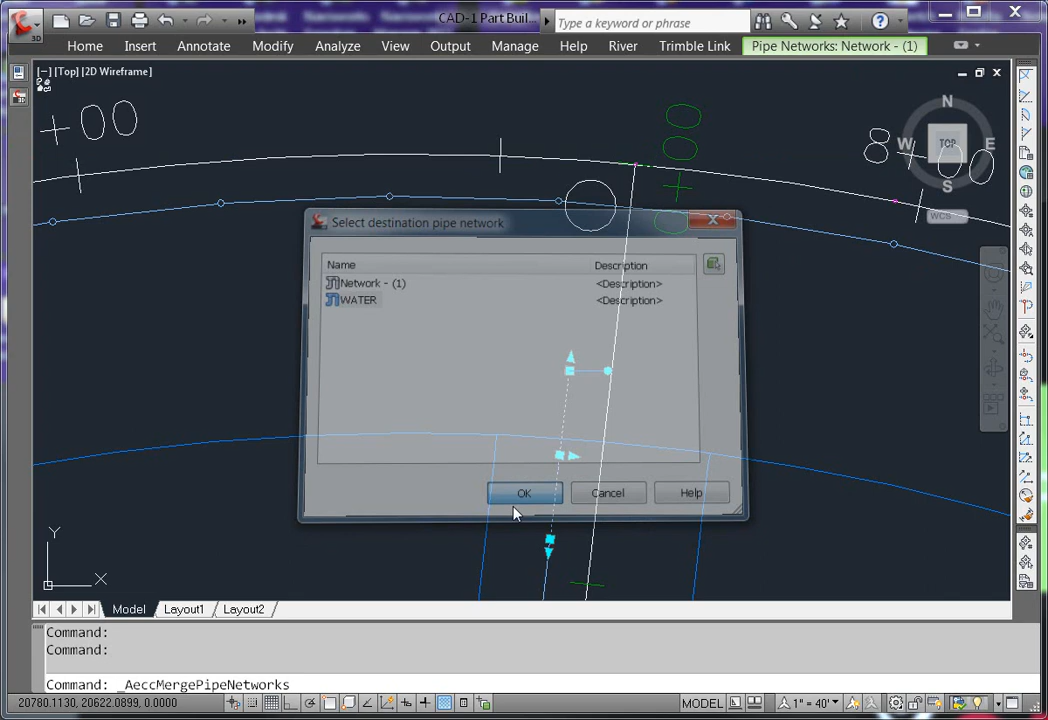 3D
CAD-1 Part Buil...
Type a keyword or phrase
Home Insert Annotate Modify Analyze View Output Manage Help River Trimble Link Pipe Networks: Network - (1)
[−] [Top] [2D Wireframe]
N
W TOP E
S
WCS
+00
+00
8+00
Select destination pipe network
Name Description
Network - (1) <Description>
WATER <Description>
OK Cancel Help
Y
X
Model Layout1 Layout2
Command:
Command:
Command: _AeccMergePipeNetworks
20780.1130, 20622.0899, 0.0000 MODEL 1" = 40'